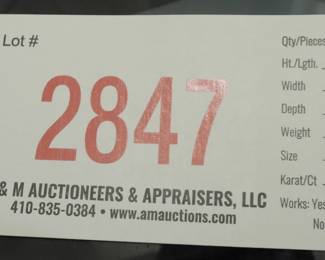 Lot #
2847
& M AUCTIONEERS & APPRAISERS, LLC
410-835-0384 • www.amauctions.com
Qty/Pieces
Ht./Lgth.
Width
Depth
Weight
Size
Karat/Ct
Works: Yes
No